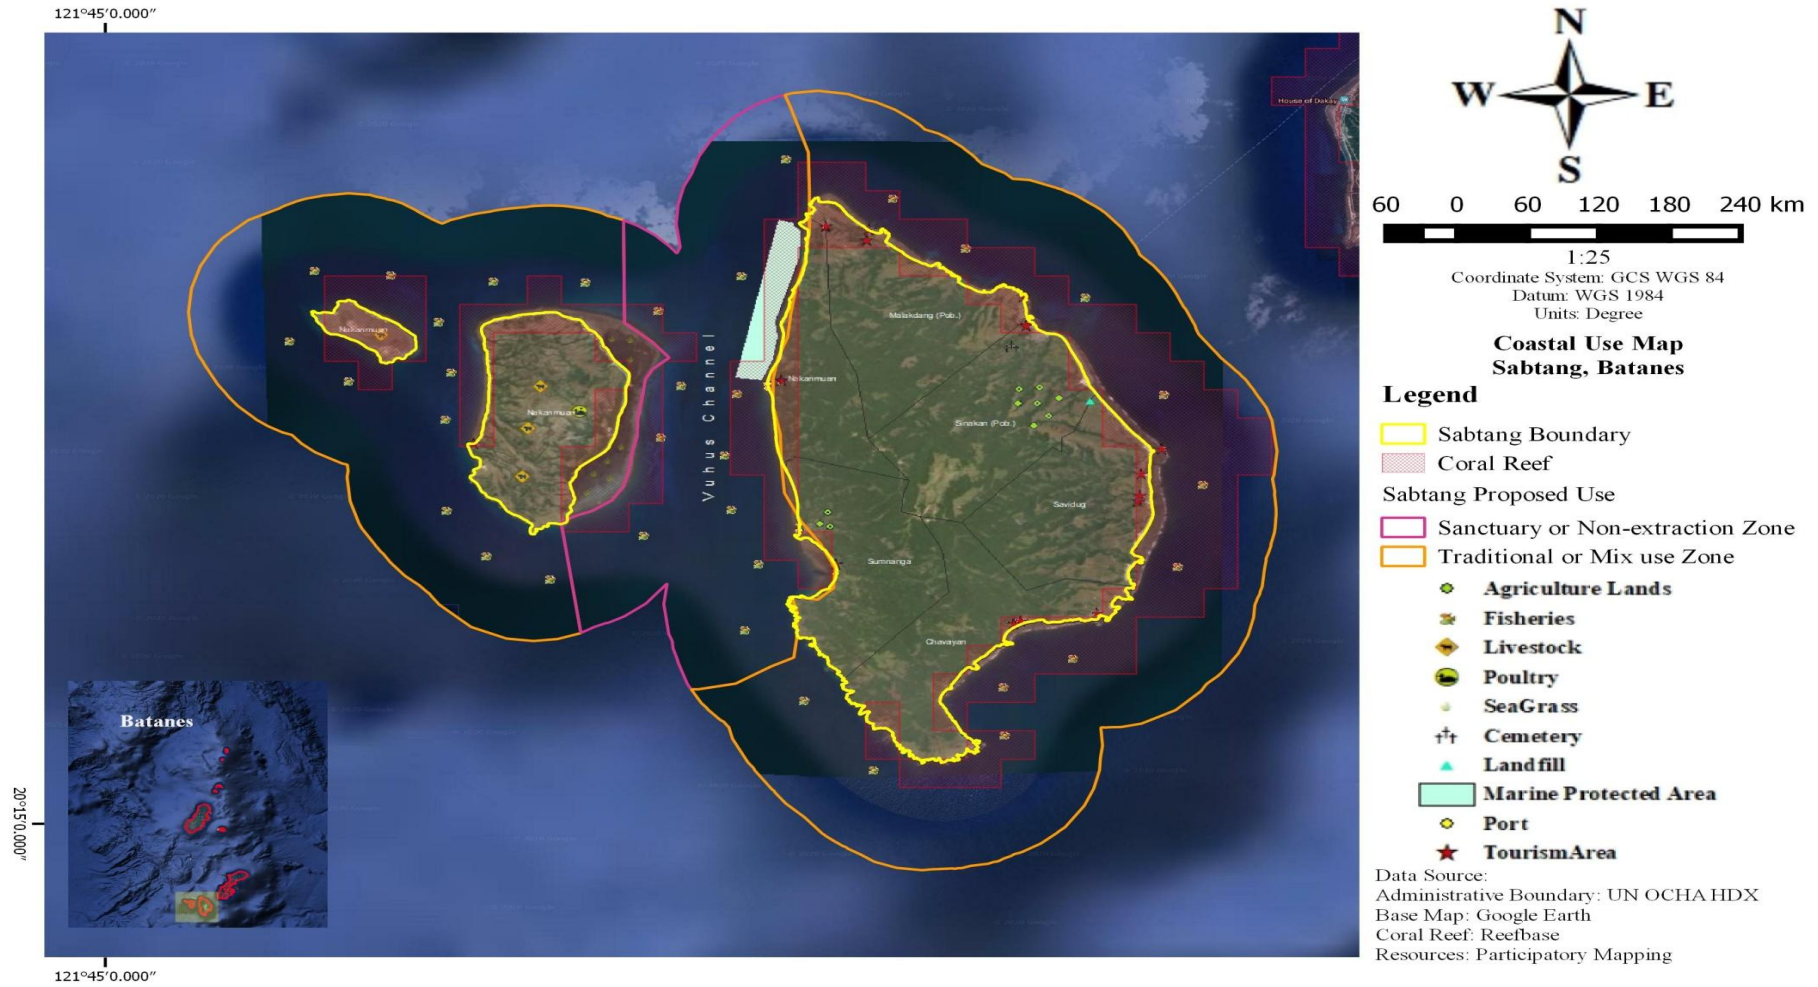 121°45'0.000"
N
W E
S
60 0 60 120 180 240 km
1:25
Coordinate System: GCS WGS 84
Datum: WGS 1984
Units: Degree
Coastal Use Map
Sabtang, Batanes
Legend
Sabtang Boundary
Coral Reef
Sabtang Proposed Use
Sanctuary or Non-extraction Zone
Traditional or Mix use Zone
Agriculture Lands
Fisheries
Livestock
Poultry
SeaGrass
Cemetery
Landfill
Marine Protected Area
Port
TourismArea
Data Source:
Administrative Boundary: UN OCHA HDX
Base Map: Google Earth
Coral Reef: Reefbase
Resources: Participatory Mapping
House of Dakay
Malakdang (Pob.)
Nakanmuan
Nakanmuan
Nakanmuan
Vuhus Channel
Sinakan (Pob.)
Savidug
Sumnanga
Chavayan
Batanes
20°15'0.000"
121°45'0.000"